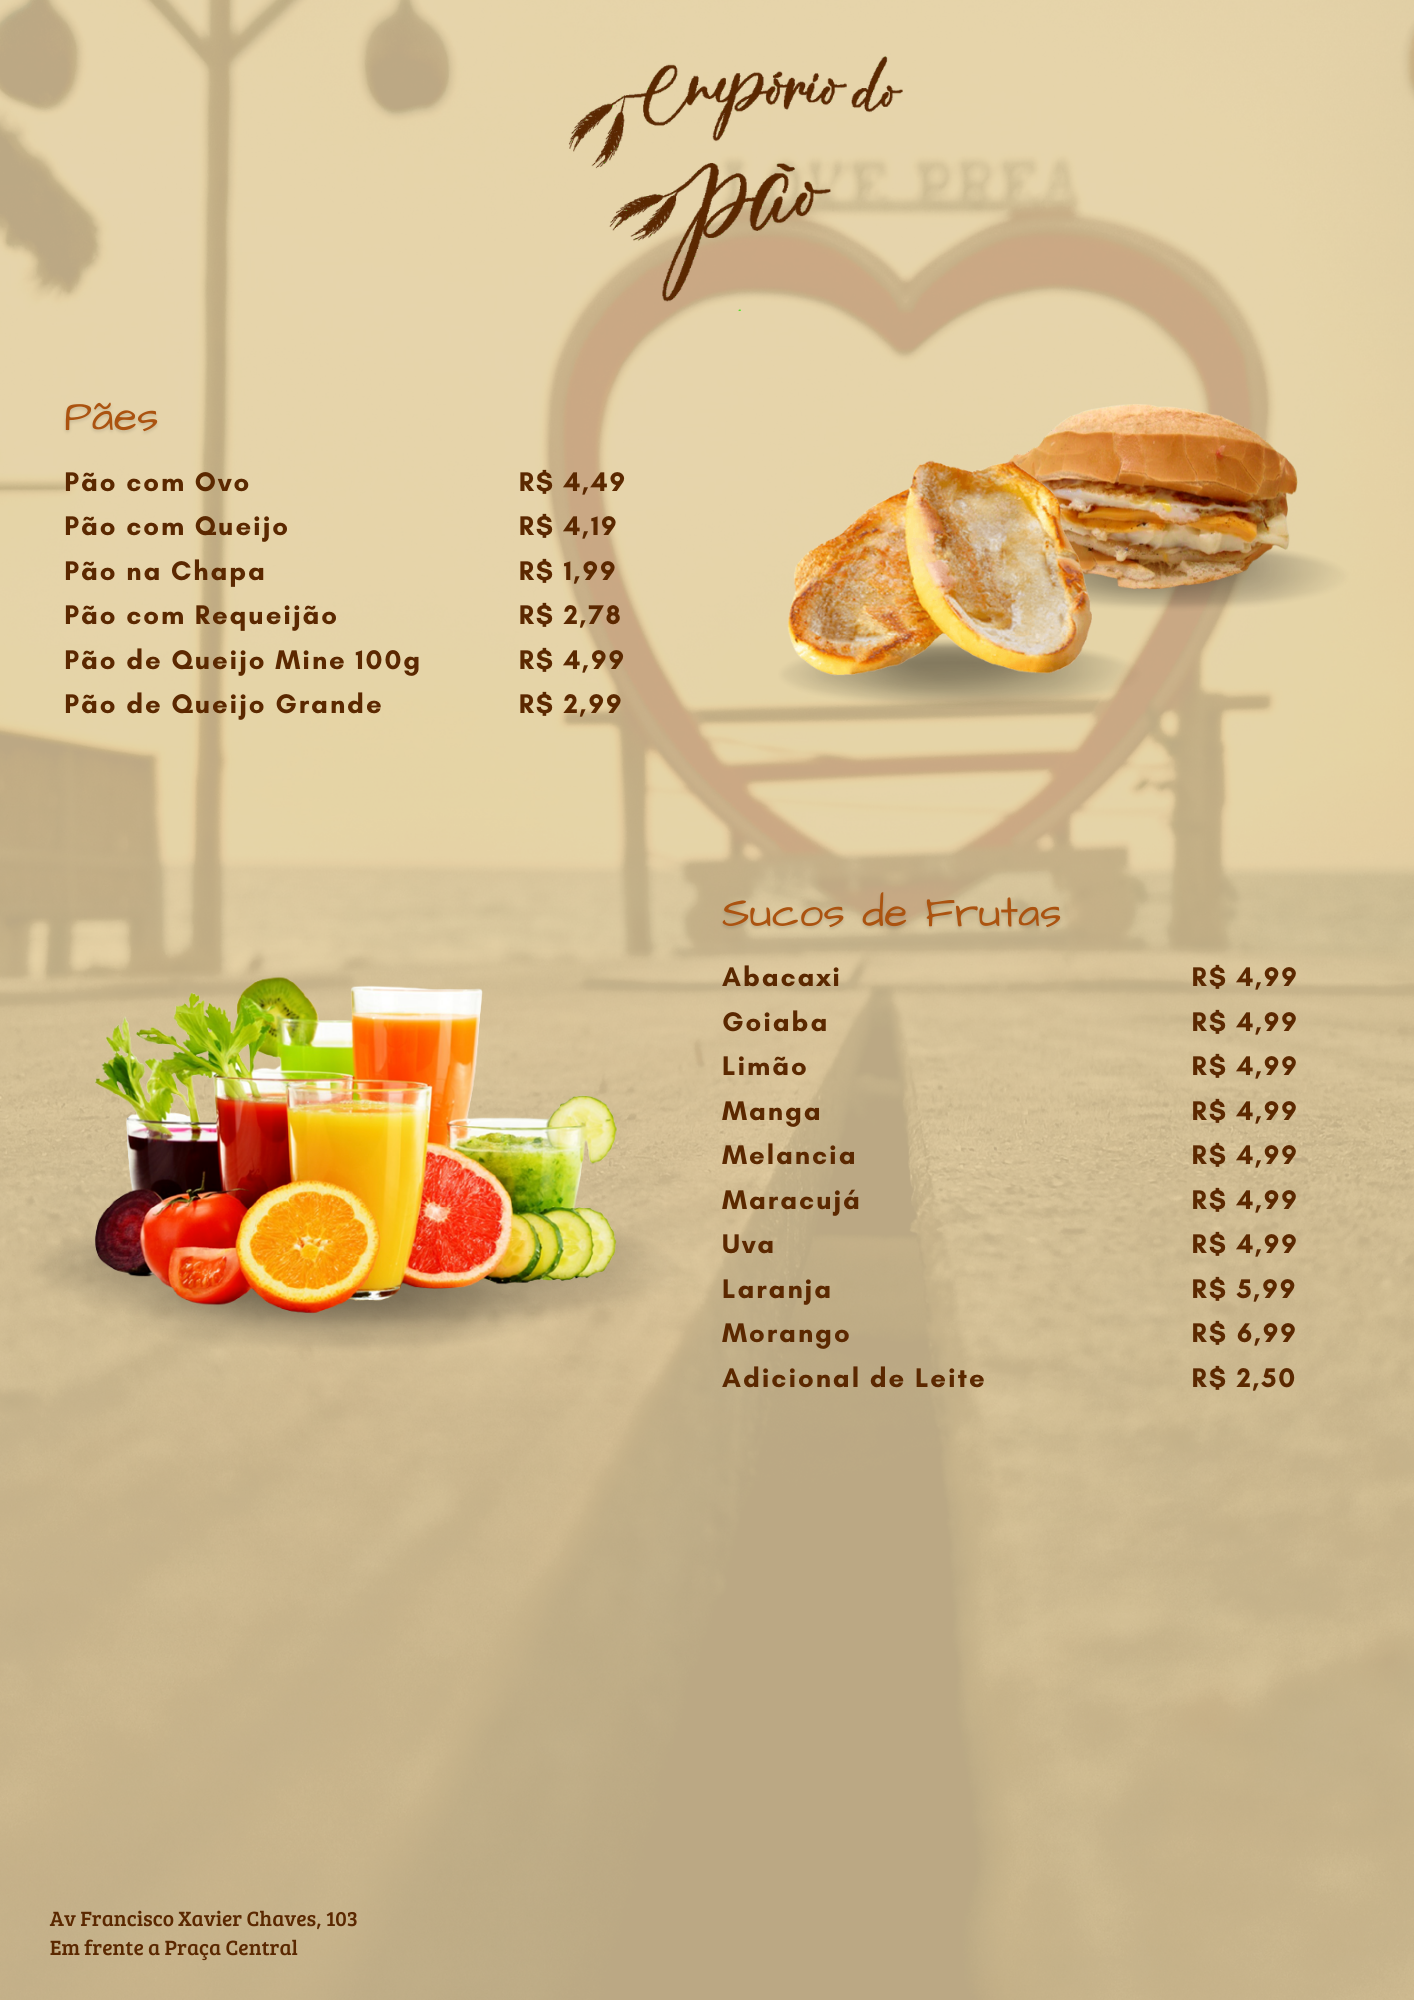 Empório do
Pão
LOVE PREA
Pães
Pão com Ovo R$ 4,49
Pão com Queijo R$ 4,19
Pão na Chapa R$ 1,99
Pão com Requeijão R$ 2,78
Pão de Queijo Mine 100g R$ 4,99
Pão de Queijo Grande R$ 2,99
Sucos de Frutas
Abacaxi R$ 4,99
Goiaba R$ 4,99
Limão R$ 4,99
Manga R$ 4,99
Melancia R$ 4,99
Maracujá R$ 4,99
Uva R$ 4,99
Laranja R$ 5,99
Morango R$ 6,99
Adicional de Leite R$ 2,50
Av Francisco Xavier Chaves, 103
Em frente a Praça Central